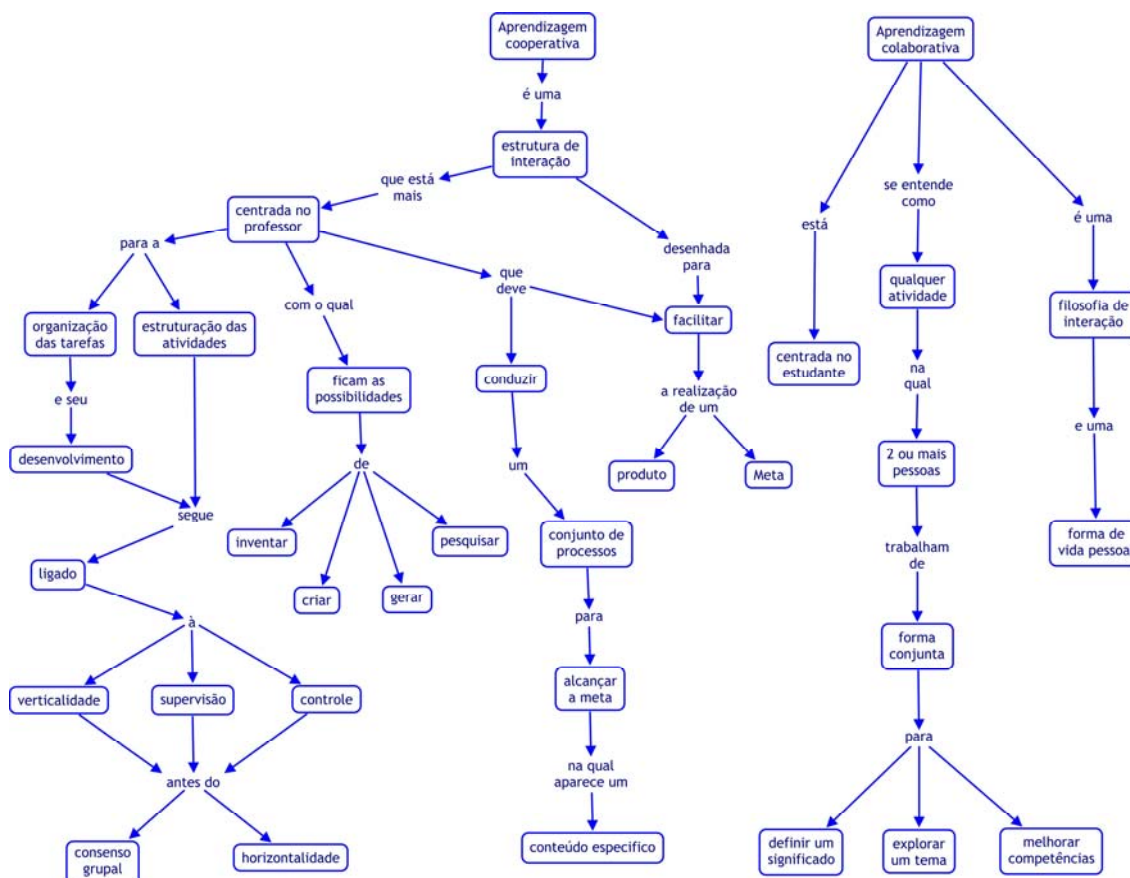 Aprendizagem
cooperativa
é uma
estrutura de
interação
que está
mais
centrada no
professor
para a
organização
das tarefas
estruturação das
atividades
e seu
desenvolvimento
segue
ligado
à
verticalidade
supervisão
controle
antes do
consenso
grupal
horizontalidade
com o qual
ficam as
possibilidades
de
inventar
criar
gerar
pesquisar
que
deve
conduzir
um
conjunto de
processos
para
alcançar
a meta
na qual
aparece um
conteúdo especifico
desenhada
para
facilitar
a realização
de um
produto
Meta
Aprendizagem
colaborativa
está
centrada no
estudante
se entende
como
qualquer
atividade
na
qual
2 ou mais
pessoas
trabalham
de
forma
conjunta
para
definir um
significado
explorar
um tema
melhorar
competências
é uma
filosofia de
interação
e uma
forma de
vida pessoal